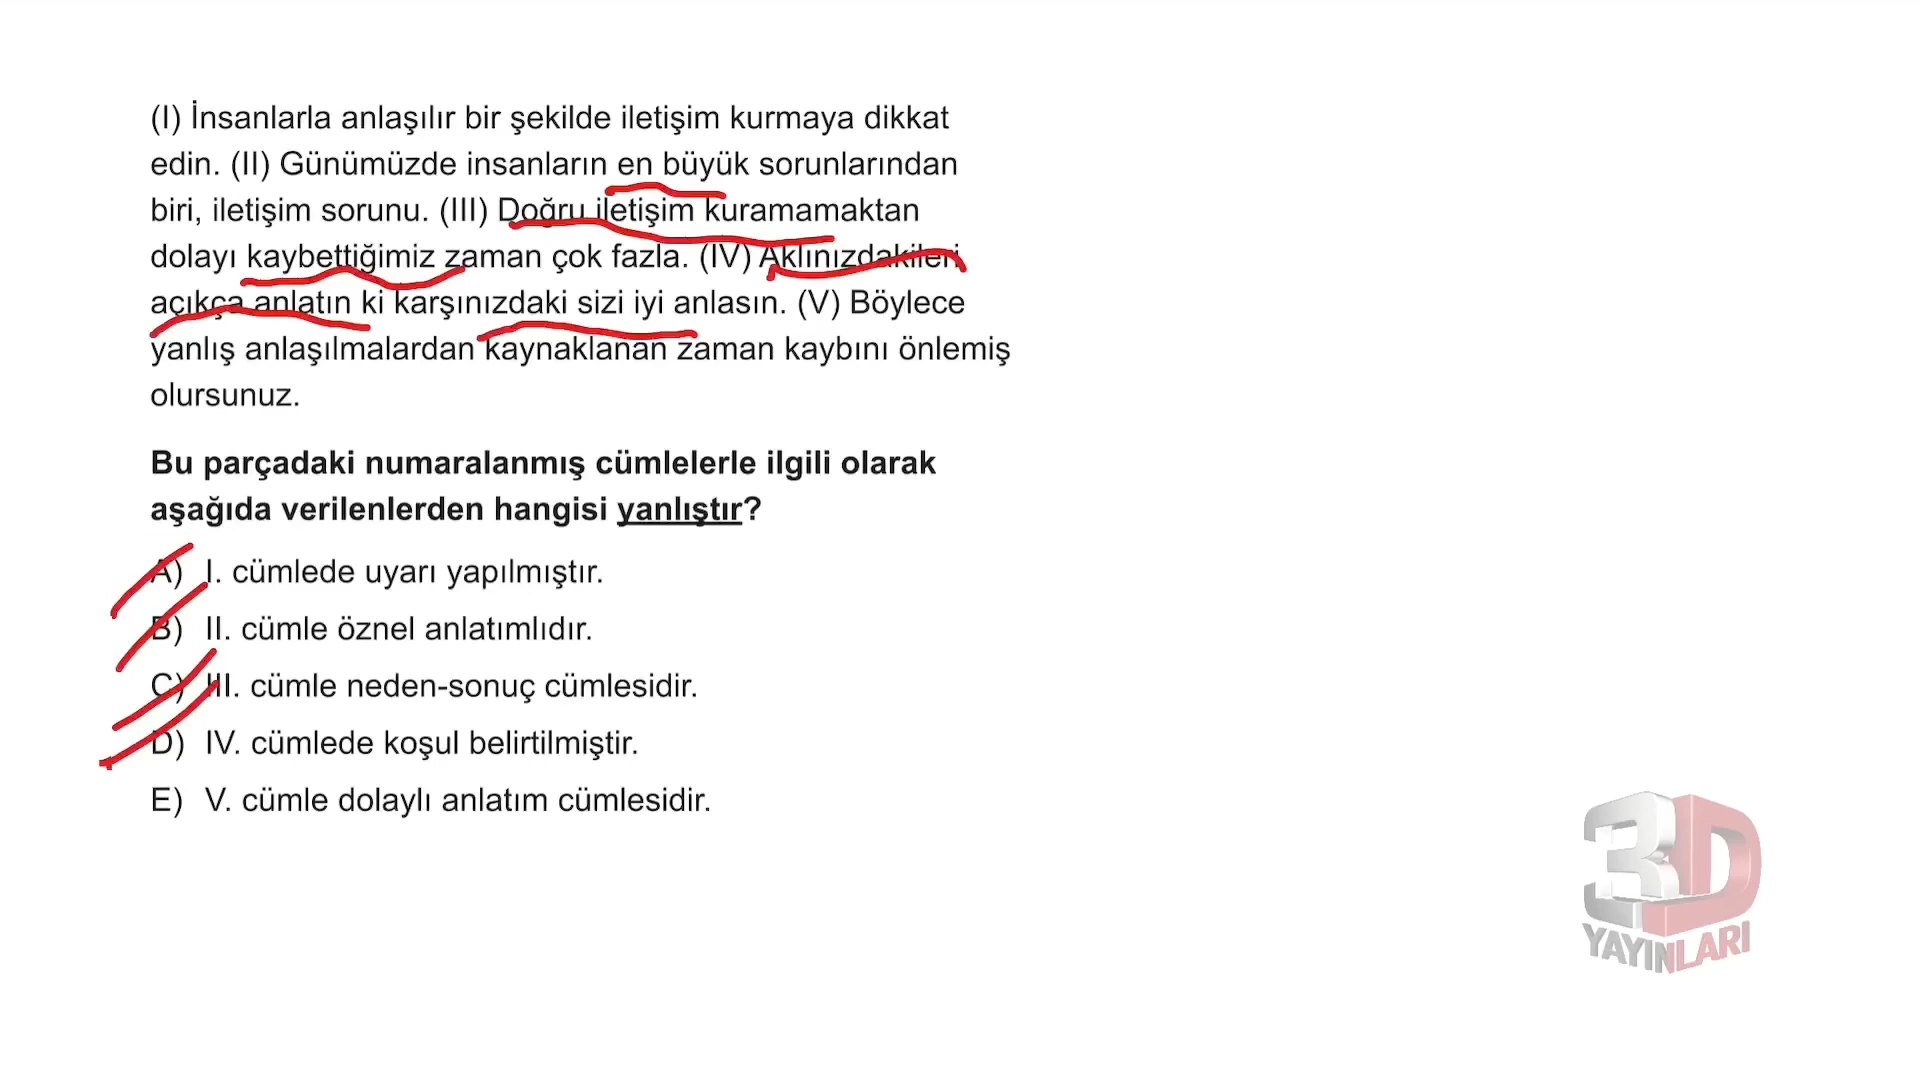 (I) İnsanlarla anlaşılır bir şekilde iletişim kurmaya dikkat
edin. (II) Günümüzde insanların en büyük sorunlarından
biri, iletişim sorunu. (III) Doğru iletişim kuramamaktan
dolayı kaybettiğimiz zaman çok fazla. (IV) Aklınızdakileri
açıkça anlatın ki karşınızdaki sizi iyi anlasın. (V) Böylece
yanlış anlaşılmalardan kaynaklanan zaman kaybını önlemiş
olursunuz.
Bu parçadaki numaralanmış cümlelerle ilgili olarak
aşağıda verilenlerden hangisi yanlıştır?
A) I. cümlede uyarı yapılmıştır.
B) II. cümle öznel anlatımlıdır.
C) III. cümle neden-sonuç cümlesidir.
D) IV. cümlede koşul belirtilmiştir.
E) V. cümle dolaylı anlatım cümlesidir.
3D
YAYINLARI